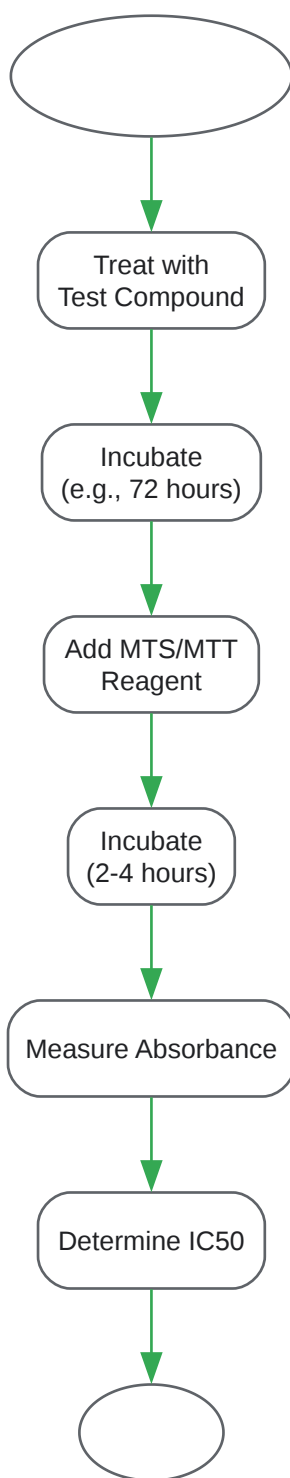 Treat with
Test Compound
Incubate
(e.g., 72 hours)
Add MTS/MTT
Reagent
Incubate
(2-4 hours)
Measure Absorbance
Determine IC50